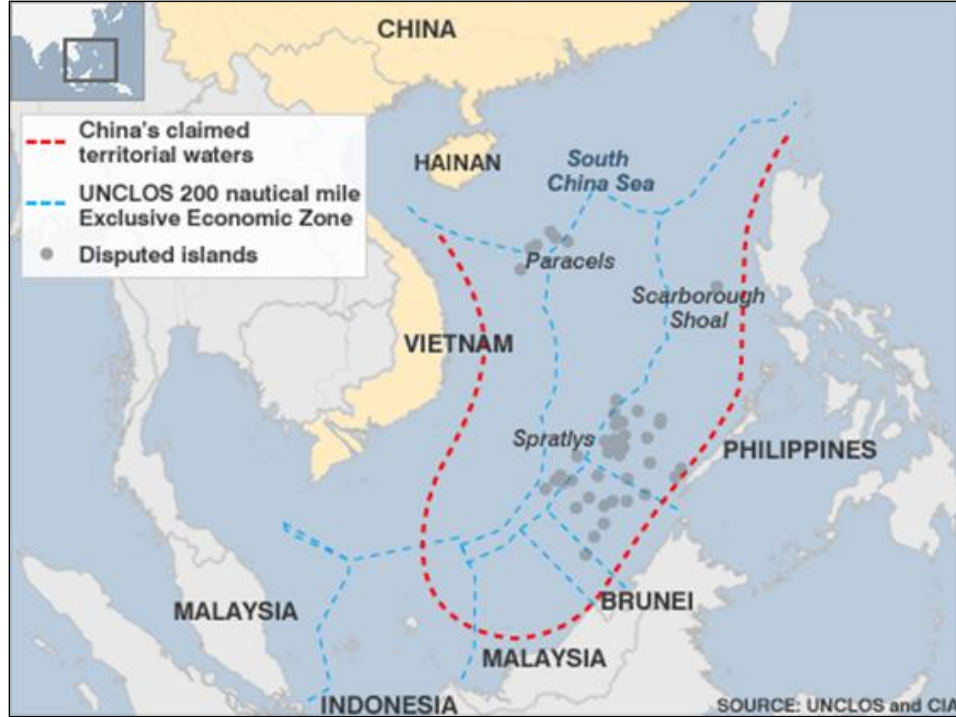 CHINA
China's claimed
territorial waters
UNCLOS 200 nautical mile
Exclusive Economic Zone
Disputed islands
HAINAN
South
China Sea
Paracels
Scarborough
Shoal
VIETNAM
Spratlys
PHILIPPINES
MALAYSIA
BRUNEI
MALAYSIA
INDONESIA
SOURCE: UNCLOS and CIA